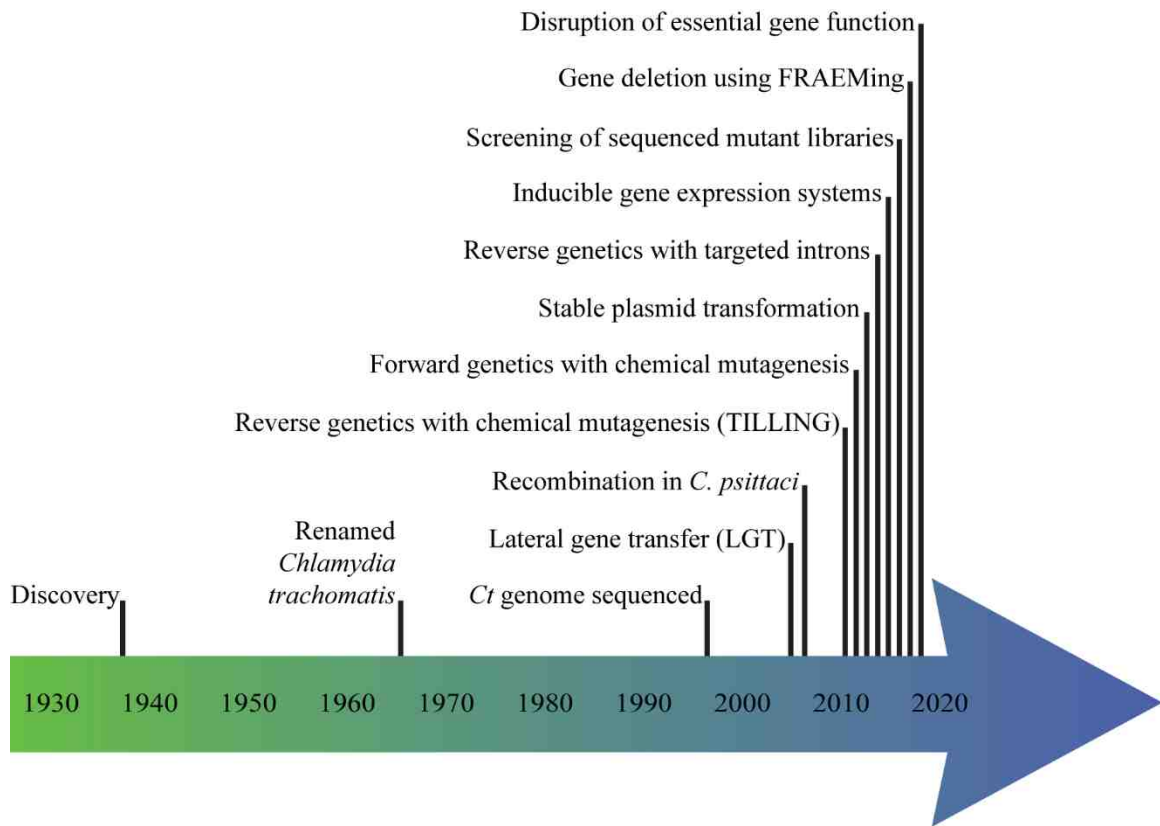 Disruption of essential gene function
Gene deletion using FRAEMing
Screening of sequenced mutant libraries
Inducible gene expression systems
Reverse genetics with targeted introns
Stable plasmid transformation
Forward genetics with chemical mutagenesis
Reverse genetics with chemical mutagenesis (TILLING)
Recombination in C. psittaci
Lateral gene transfer (LGT)
Renamed
Chlamydia
trachomatis
Discovery
Ct genome sequenced
1930 1940 1950 1960 1970 1980 1990 2000 2010 2020